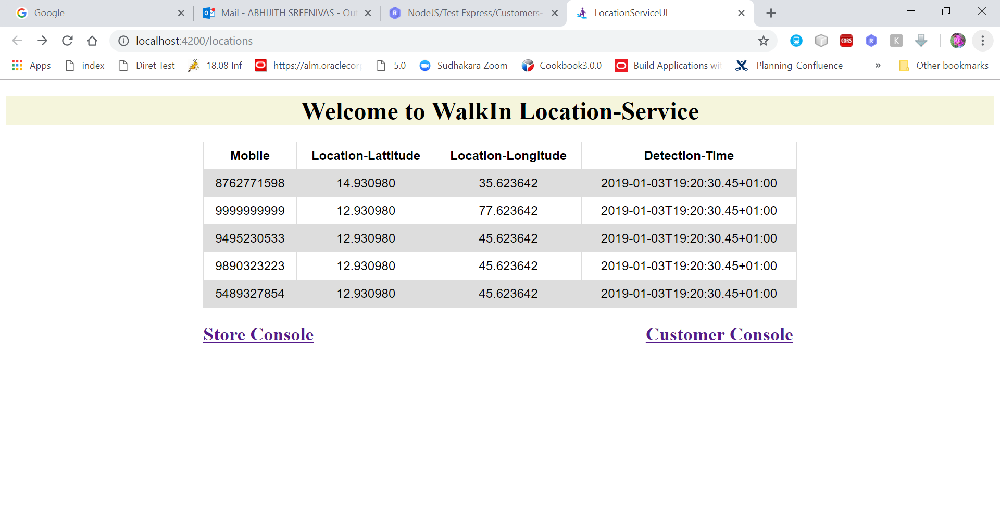 Google
Mail - ABHIJITH SREENIVAS - Out
NodeJS/Test Express/Customers-
LocationServiceUI
localhost:4200/locations
CORS
R
K
Apps
index
Diret Test
18.08 Inf
https://alm.oraclecorp
5.0
Sudhakara Zoom
Cookbook3.0.0
Build Applications wit
Planning-Confluence
»
Other bookmarks
Welcome to WalkIn Location-Service
Mobile Location-Lattitude Location-Longitude Detection-Time
8762771598 14.930980 35.623642 2019-01-03T19:20:30.45+01:00
9999999999 12.930980 77.623642 2019-01-03T19:20:30.45+01:00
9495230533 12.930980 45.623642 2019-01-03T19:20:30.45+01:00
9890323223 12.930980 45.623642 2019-01-03T19:20:30.45+01:00
5489327854 12.930980 45.623642 2019-01-03T19:20:30.45+01:00
Store Console
Customer Console